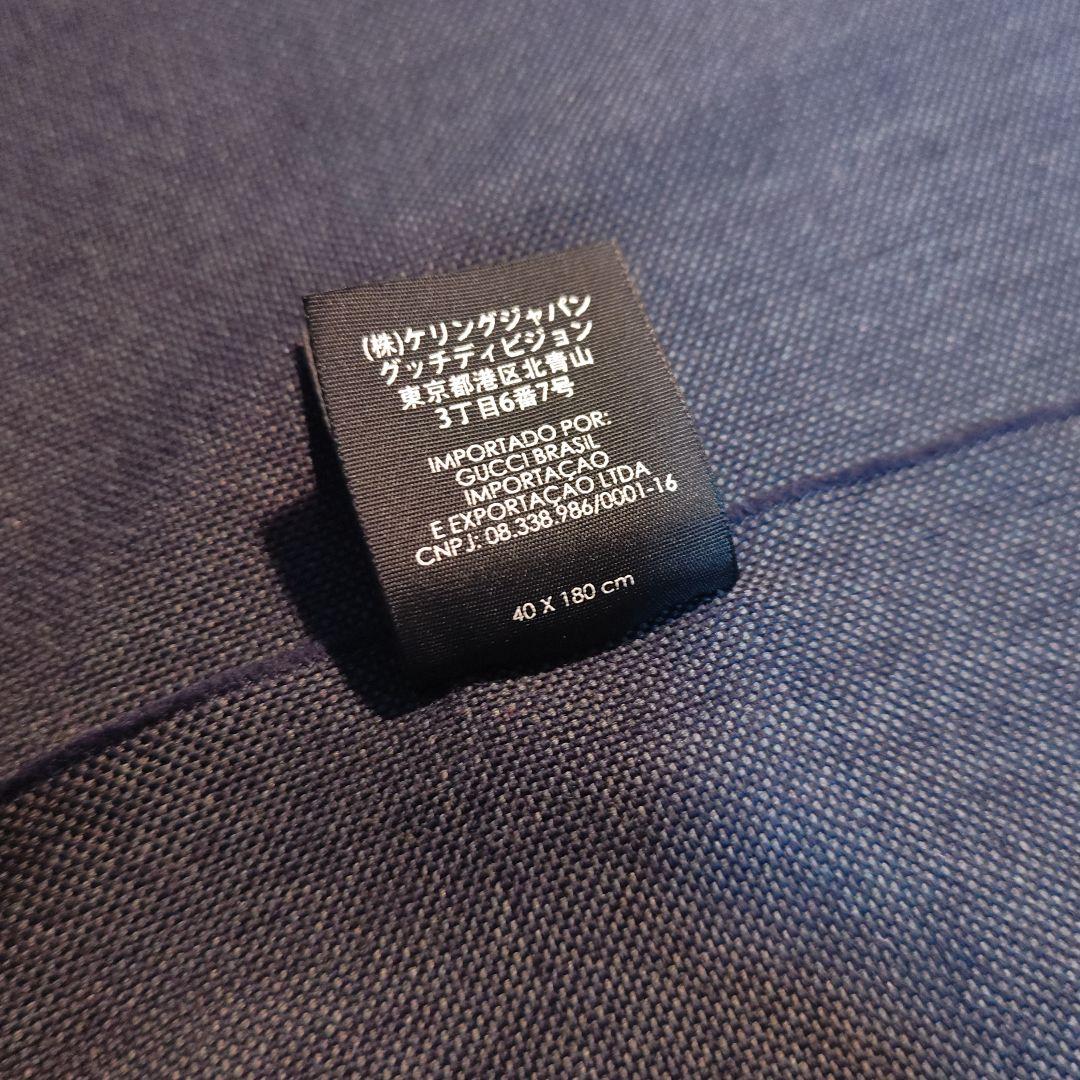 (株)ケリングジャパン
グッチディビジョン
東京都港区北青山
3丁目6番7号
IMPORTADO POR:
GUCCI BRASIL
IMPORTAÇAO
E EXPORTAÇAO LTDA
CNPJ: 08.338.986/0001-16
40 X 180 cm